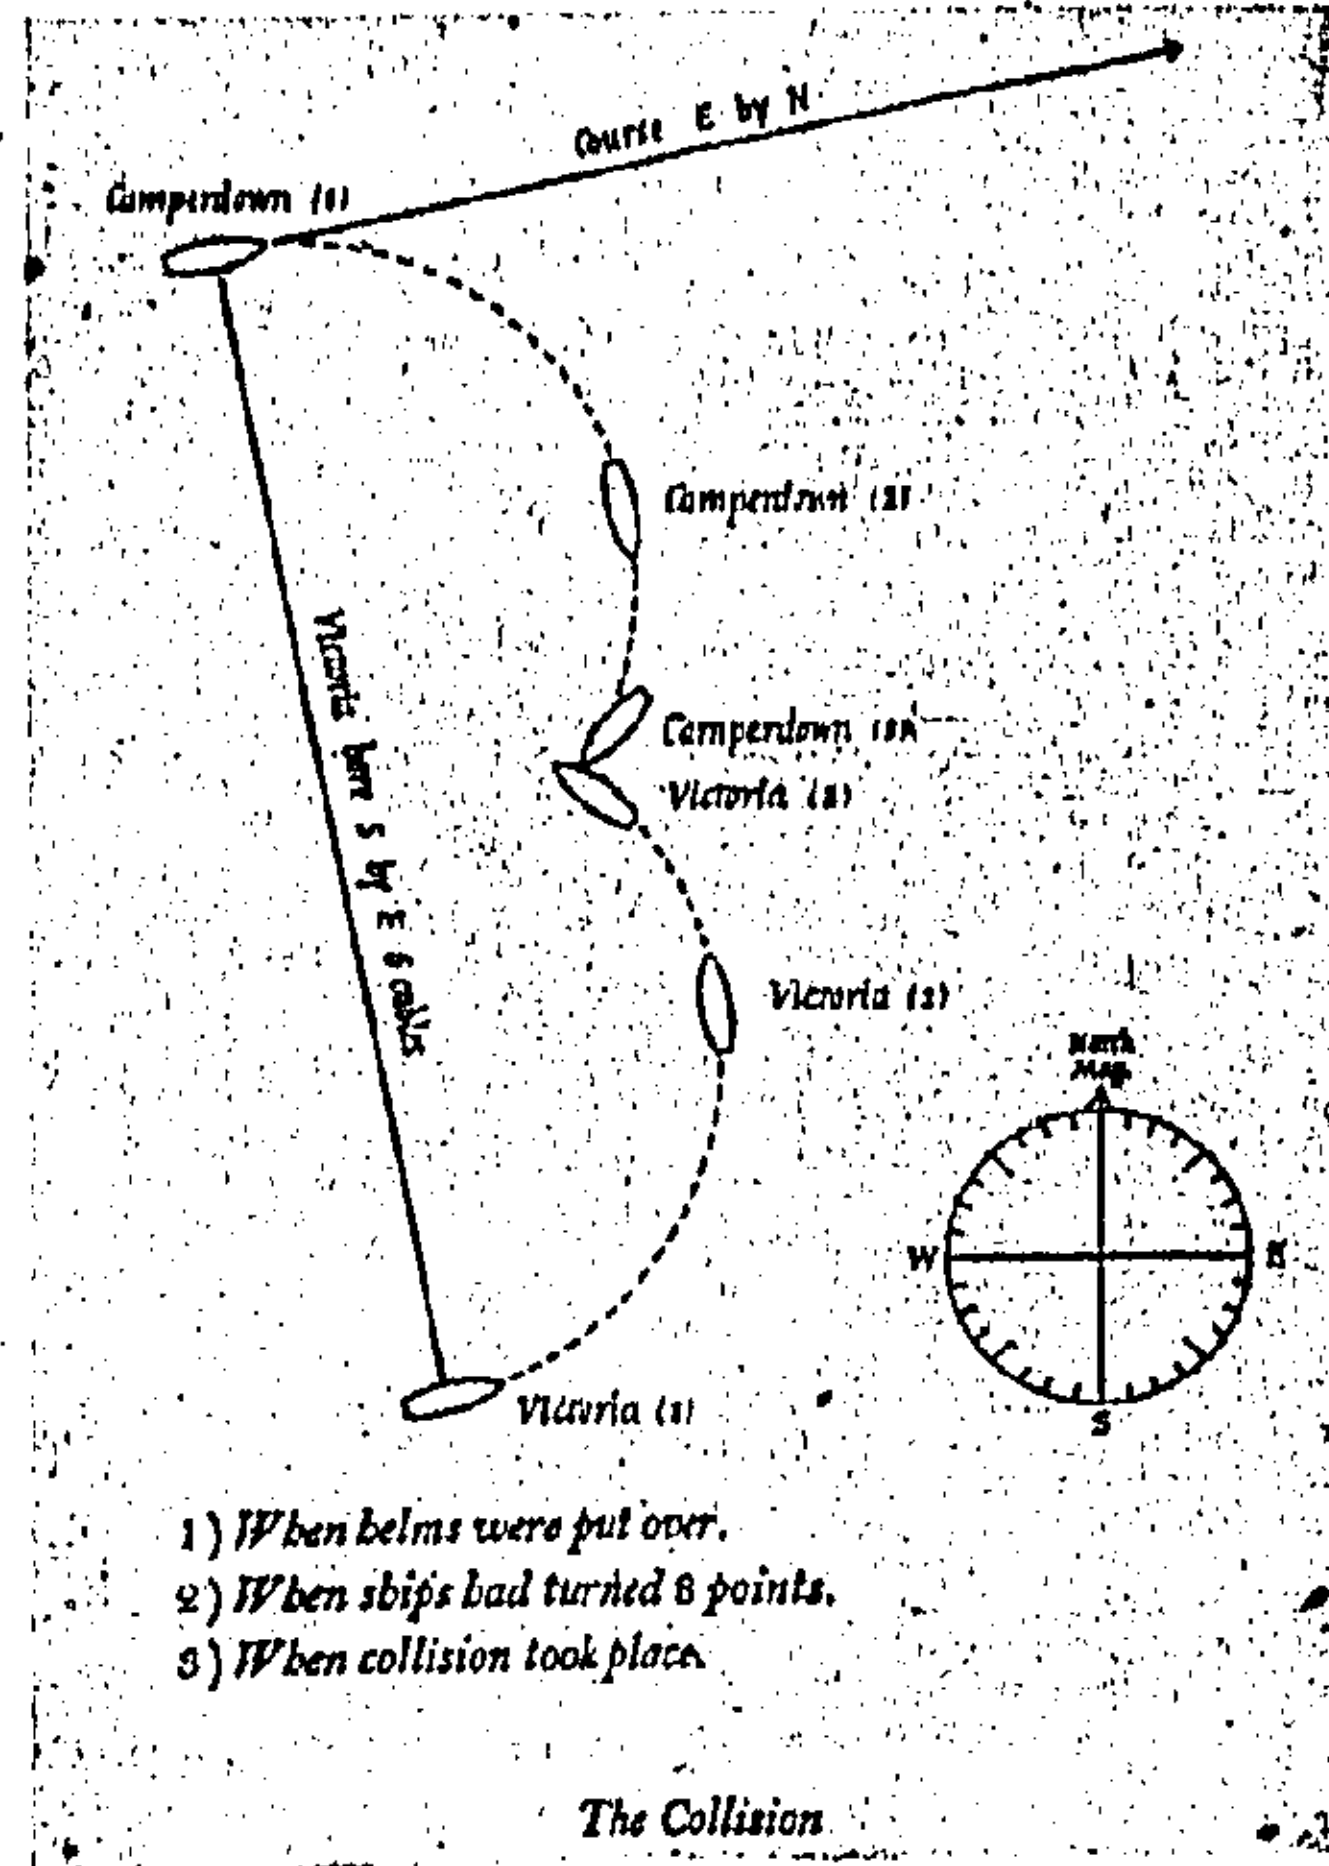 Course E by N
Camperdown (1)
Camperdown (2)
Victoria bore S by E 6 cables
Camperdown (3)
Victoria (3)
Victoria (2)
North
Mag.
W
E
S
Victoria (1)
1) When helms were put over.
2) When ships had turned 8 points.
3) When collision took place.
The Collision